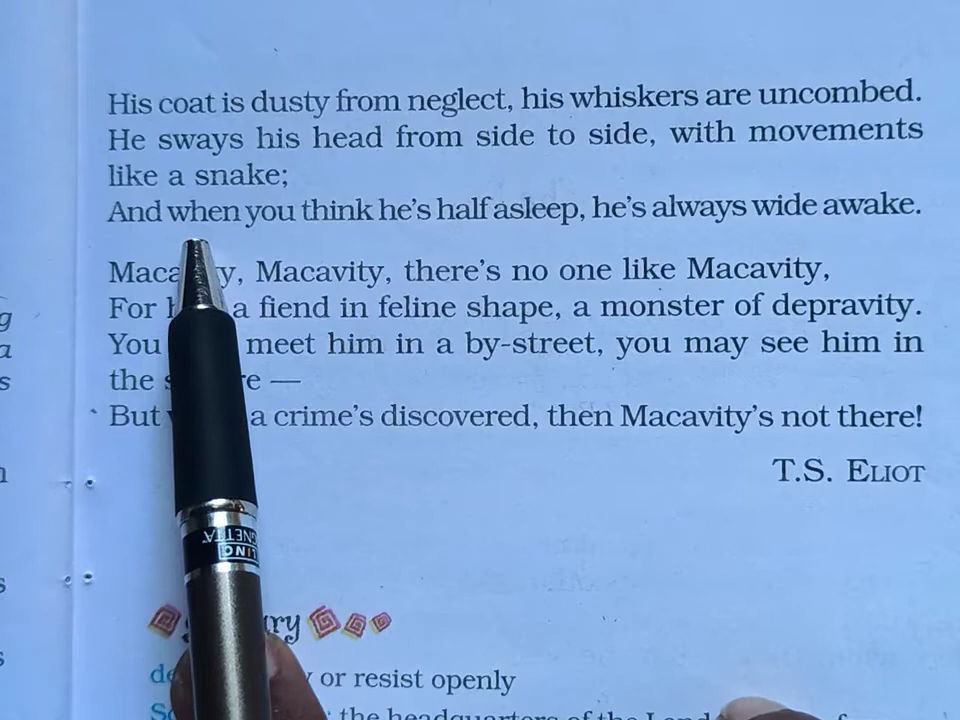 His coat is dusty from neglect, his whiskers are uncombed.
He sways his head from side to side, with movements
like a snake;
And when you think he's half asleep, he's always wide awake.
Maca y, Macavity, there's no one like Macavity,
For a fiend in feline shape, a monster of depravity.
You meet him in a by-street, you may see him in
the e —
But a crime's discovered, then Macavity's not there!
T.S. ELIOT
LINC
GNETTA
ry
de or resist openly
the headquarters of the
g
a
s
s
s